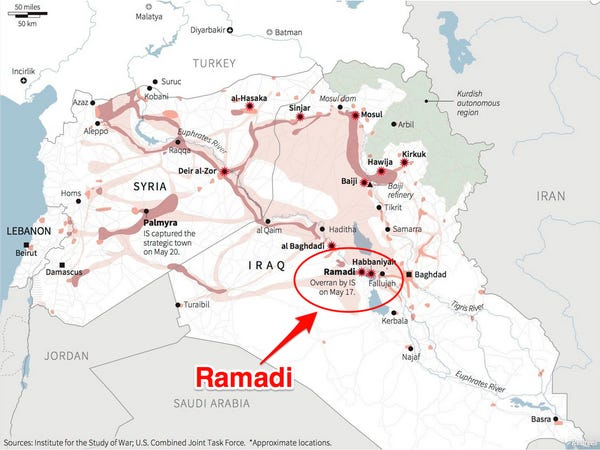 50 miles
50 km
Malatya
Diyarbakir
Batman
Incirlik
TURKEY
Suruc
Kobani
Azaz
Aleppo
al-Hasaka
Sinjar
Mosul dam
Mosul
Arbil
Kurdish
autonomous
region
Euphrates River
Raqqa
Hawija
Kirkuk
Deir al-Zor
Baiji
Baiji
refinery
SYRIA
Homs
Tikrit
IRAN
Palmyra
IS captured the
strategic town
on May 20.
al Qaim
Haditha
Samarra
LEBANON
Beirut
al Baghdadi
Damascus
IRAQ
Habbaniyah
Ramadi
Overran by IS
on May 17.
Fallujah
Baghdad
Turaibil
Tigris River
Kerbala
JORDAN
Najaf
Ramadi
Euphrates River
SAUDI ARABIA
Basra
Sources: Institute for the Study of War; U.S. Combined Joint Task Force. *Approximate locations.